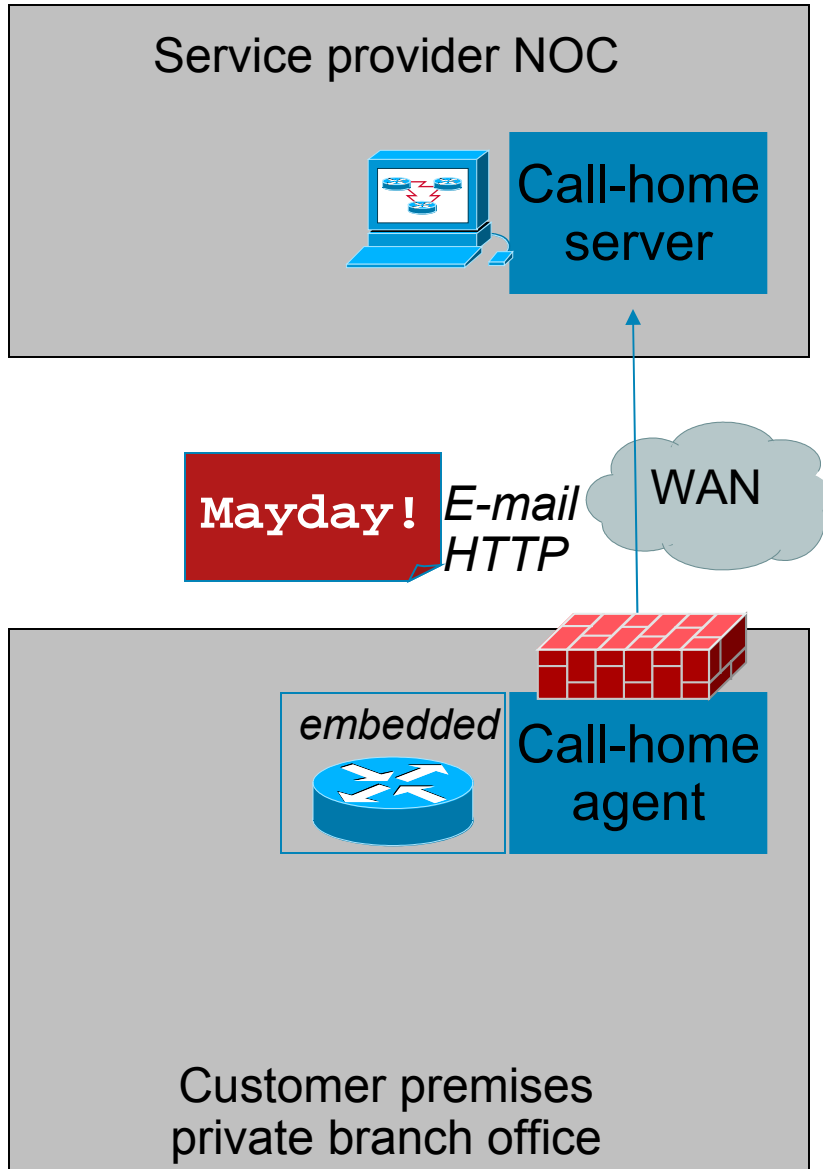 Service provider NOC
Call-home
server
Mayday!
E-mail
HTTP
WAN
embedded
Call-home
agent
Customer premises
private branch office